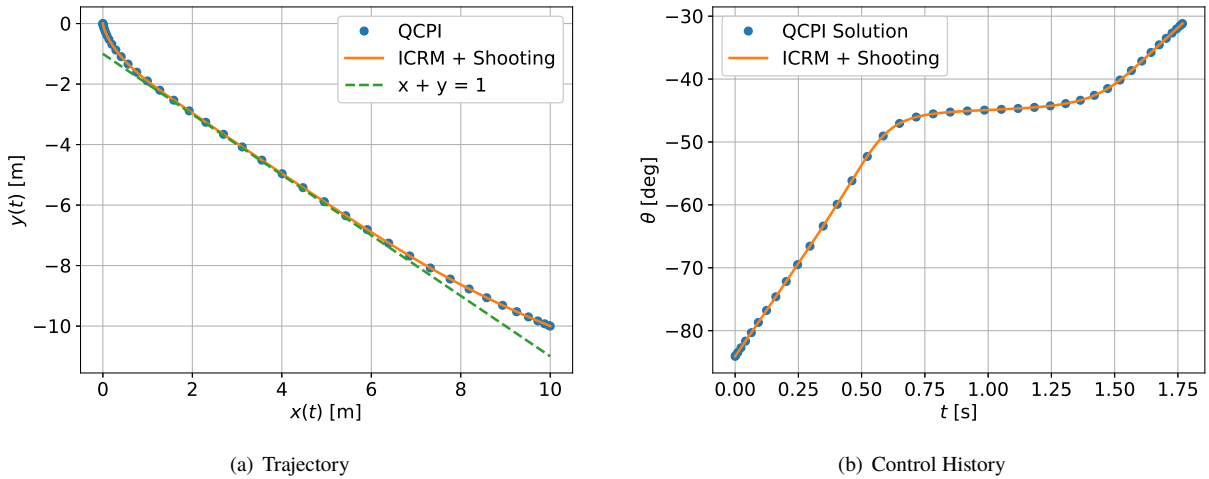 0
−2
−4
−6
−8
−10
y(t) [m]
0 2 4 6 8 10
x(t) [m]
QCPI
ICRM + Shooting
x + y = 1
(a) Trajectory
−30
−40
−50
−60
−70
−80
θ [deg]
0.00 0.25 0.50 0.75 1.00 1.25 1.50 1.75
t [s]
QCPI Solution
ICRM + Shooting
(b) Control History